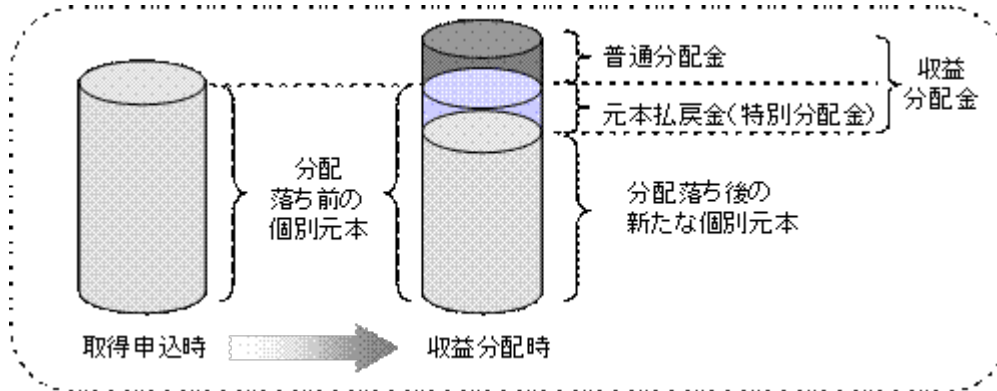 普通分配金
元本払戻金(特別分配金)
収益
分配金
分配
落ち前の
個別元本
分配落ち後の
新たな個別元本
取得申込時
収益分配時